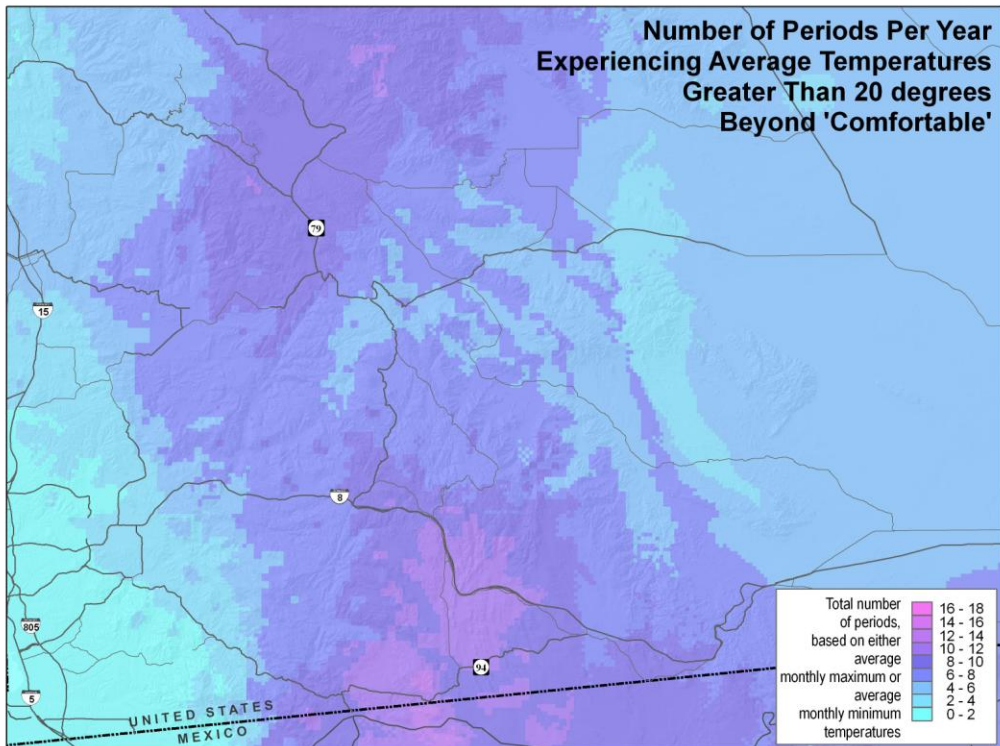 Number of Periods Per Year
Experiencing Average Temperatures
Greater Than 20 degrees
Beyond 'Comfortable'
79
15
8
805
94
5
UNITED STATES
MEXICO
Total number
of periods,
based on either
average
monthly maximum or
average
monthly minimum
temperatures
16 - 18
14 - 16
12 - 14
10 - 12
8 - 10
6 - 8
4 - 6
2 - 4
0 - 2